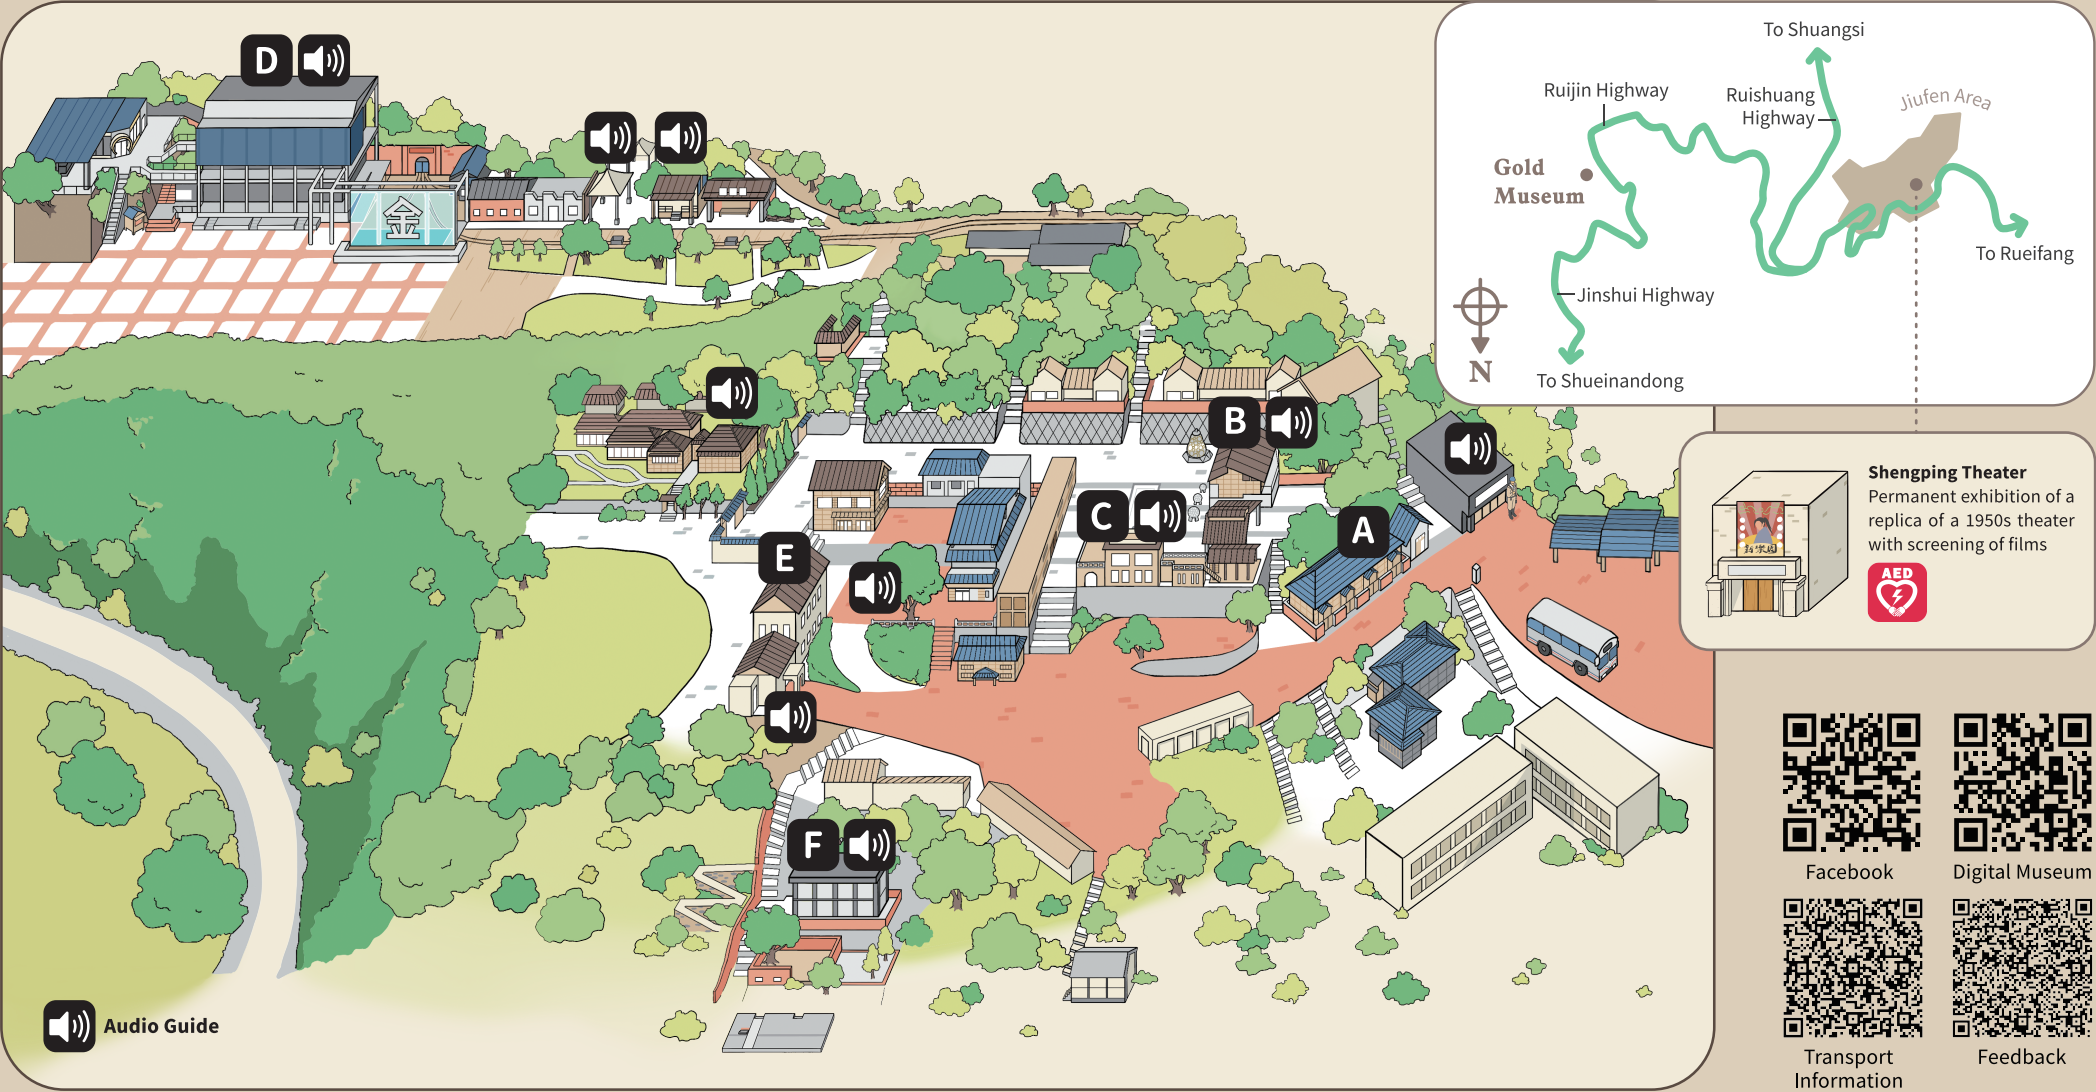 D
To Shuangsi
Ruijin Highway
Ruishuang
Highway
Jiufen Area
Gold
Museum
To Rueifang
Jinshui Highway
N
To Shueinandong
金
B
C
A
E
F
Shengping Theater
Permanent exhibition of a
replica of a 1950s theater
with screening of films
AED
Facebook
Digital Museum
Transport
Information
Feedback
Audio Guide